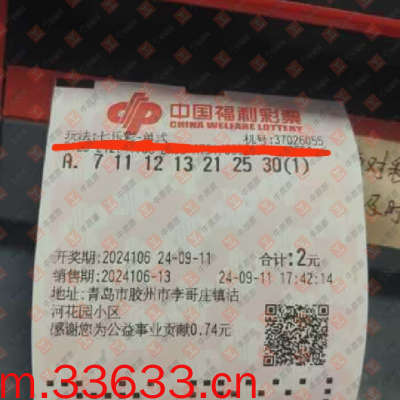 中国福利彩票
CHINA WELFARE LOTTERY
玩法:七乐彩-单式 机号:37026055
A. 7 11 12 13 21 25 30(1)
开奖期:2024106 24-09-11 合计:2元
销售期:2024106-13 24-09-11 17:42:14
地址:青岛市胶州市李哥庄镇沽
河花园小区
感谢您为公益事业贡献0.74元
m.33633.cn